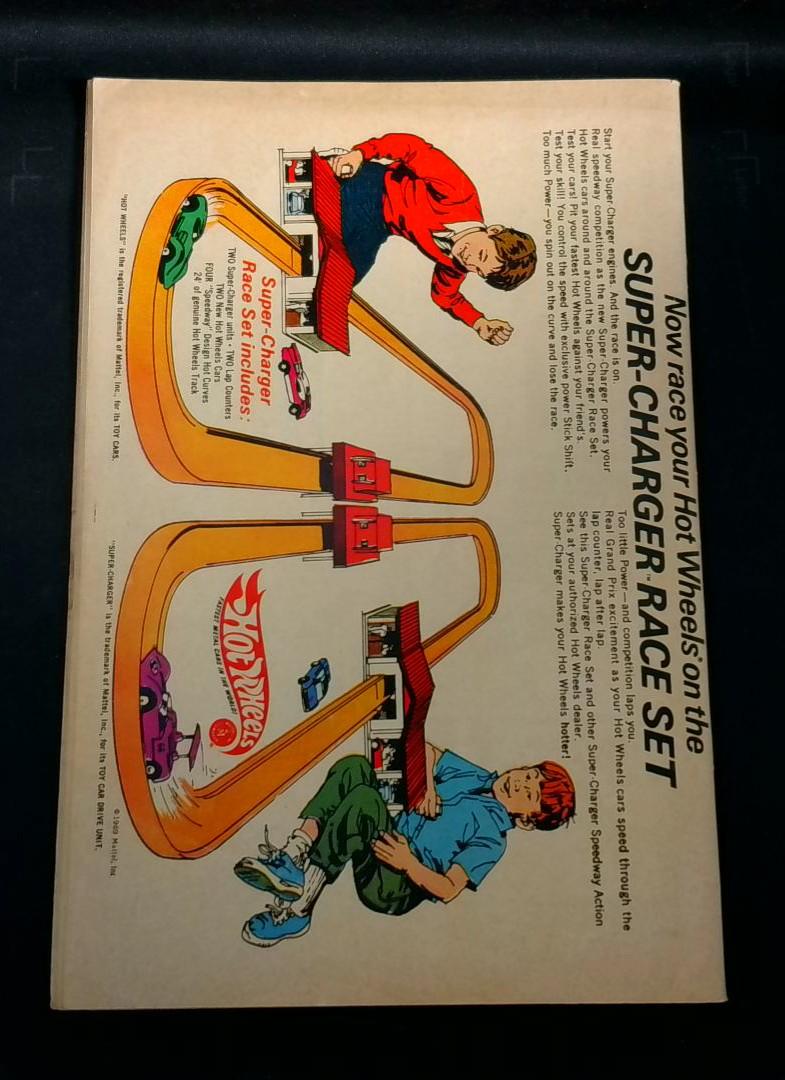 Now race your Hot Wheels® on the
SUPER-CHARGER™ RACE SET
Start your Super-Charger engines. And the race is on.
Real speedway competition as the new Super-Charger powers your
Hot Wheels cars around and around the Super-Charger Race Set.
Test your cars! Pit your fastest Hot Wheels against your friend's.
Test your skill! You control the speed with exclusive power Stick Shift.
Too much Power—you spin out on the curve and lose the race.
Too little Power—and competition laps you.
Real Grand Prix excitement as your Hot Wheels cars speed through the
lap counter, lap after lap.
See this Super-Charger Race Set and other Super-Charger Speedway Action
Sets at your authorized Hot Wheels dealer.
Super-Charger makes your Hot Wheels hotter!
Super-Charger
Race Set includes:
TWO Super-Charger units • TWO Lap Counters
TWO New Hot Wheels Cars
FOUR "Speedway" Design Hot Curves
24' of genuine Hot Wheels Track
Hot Wheels
FASTEST METAL CARS IN THE WORLD!
"HOT WHEELS" is the registered trademark of Mattel, Inc., for its TOY CARS.
"SUPER-CHARGER" is the trademark of Mattel, Inc., for its TOY CAR DRIVE UNIT.
© 1969 Mattel, Inc.